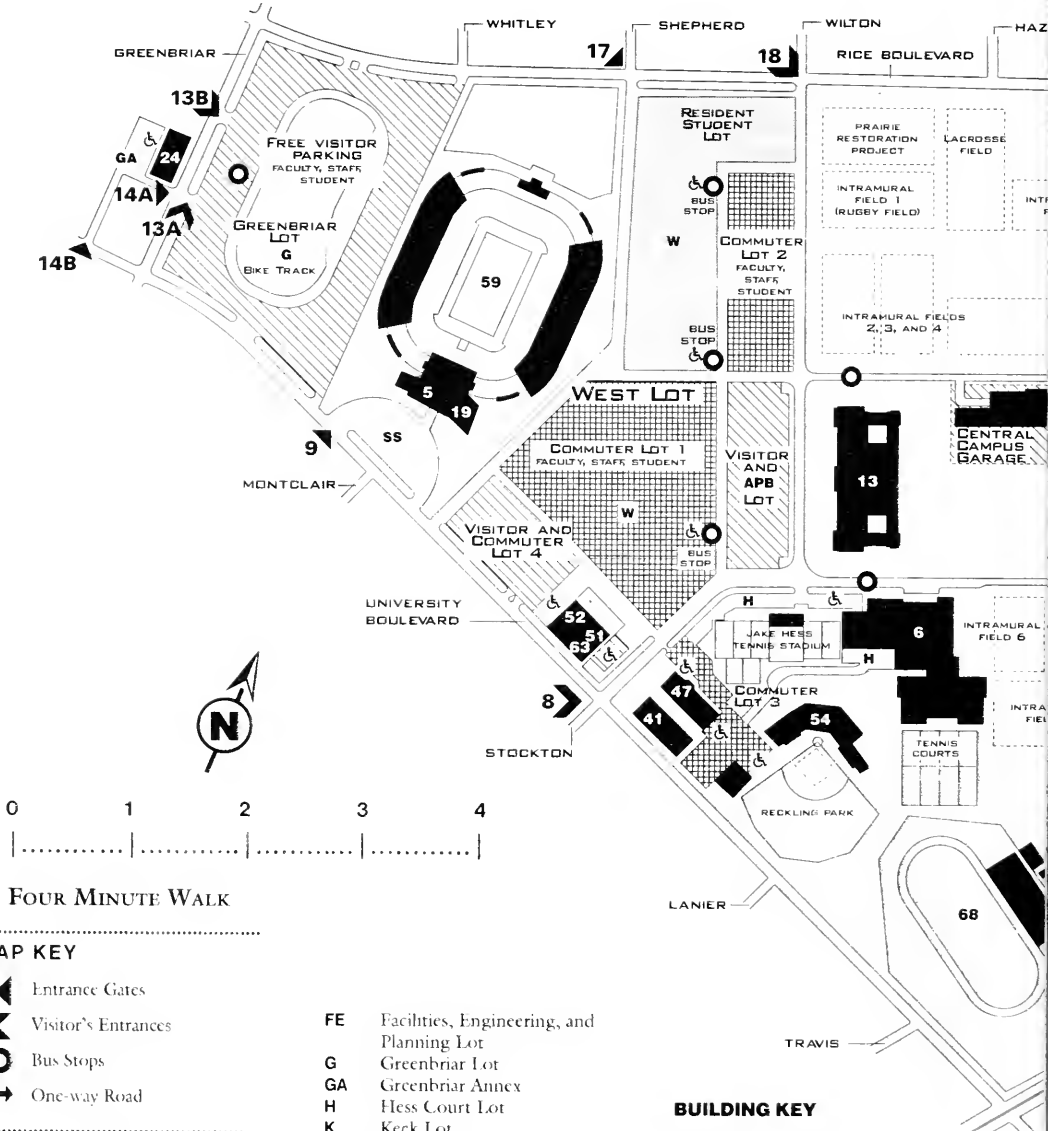 WHITLEY
SHEPHERD
WILTON
HAZ
GREENBRIAR
17
18
RICE BOULEVARD
13B
RESIDENT
STUDENT
LOT
PRAIRIE
RESTORATION
PROJECT
LACROSSE
FIELD
GA
24
FREE VISITOR
PARKING
FACULTY, STAFF,
STUDENT
14A
13A
BUS
STOP
INTRAMURAL
FIELD 1
(RUGBY FIELD)
GREENBRIAR
LOT
G
BIKE TRACK
14B
W
COMMUTER
LOT 2
FACULTY,
STAFF,
STUDENT
59
BUS
STOP
INTRAMURAL FIELDS
2, 3, AND 4
5
19
WEST LOT
SS
9
COMMUTER LOT 1
FACULTY, STAFF, STUDENT
VISITOR
AND
APB
LOT
CENTRAL
CAMPUS
GARAGE
13
MONTCLAIR
W
VISITOR AND
COMMUTER
LOT 4
BUS
STOP
UNIVERSITY
BOULEVARD
52
51
63
H
JAKE HESS
TENNIS STADIUM
6
H
INTRAMURAL
FIELD 6
N
8
47
41
COMMUTER
LOT 3
54
INTRA
FIEL
STOCKTON
TENNIS
COURTS
RECKLING PARK
0 1 2 3 4
FOUR MINUTE WALK
LANIER
68
AP KEY
Entrance Gates
Visitor's Entrances
Bus Stops
One-way Road
FE Facilities, Engineering, and
Planning Lot
G Greenbriar Lot
GA Greenbriar Annex
H Hess Court Lot
K Keck Lot
TRAVIS
BUILDING KEY